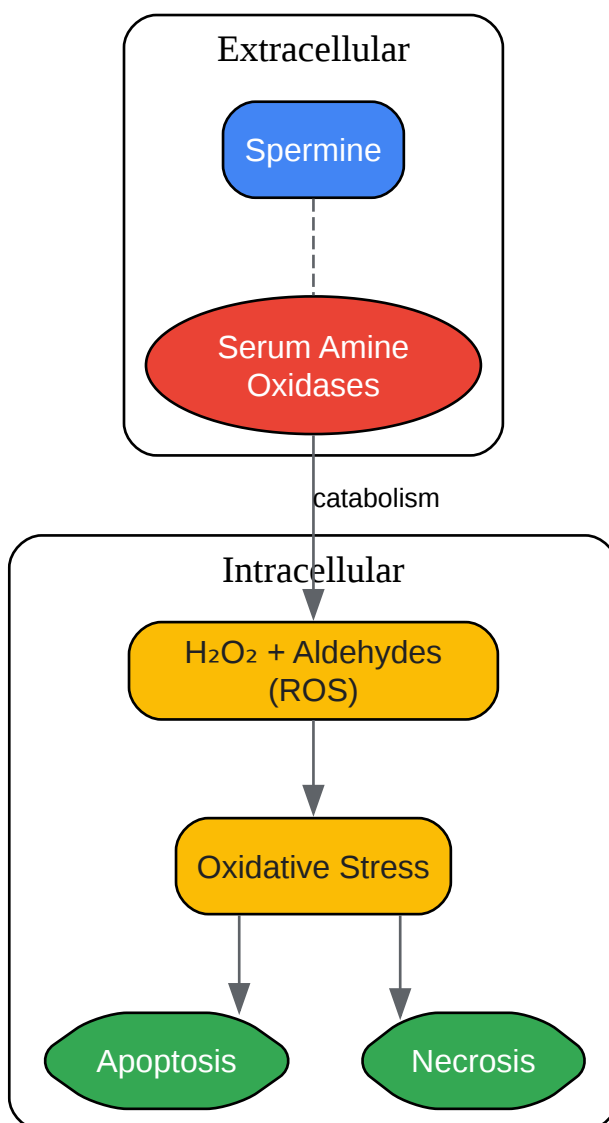 Extracellular
Spermine
Serum Amine
Oxidases
catabolism
Intracellular
H₂O₂ + Aldehydes
(ROS)
Oxidative Stress
Apoptosis
Necrosis